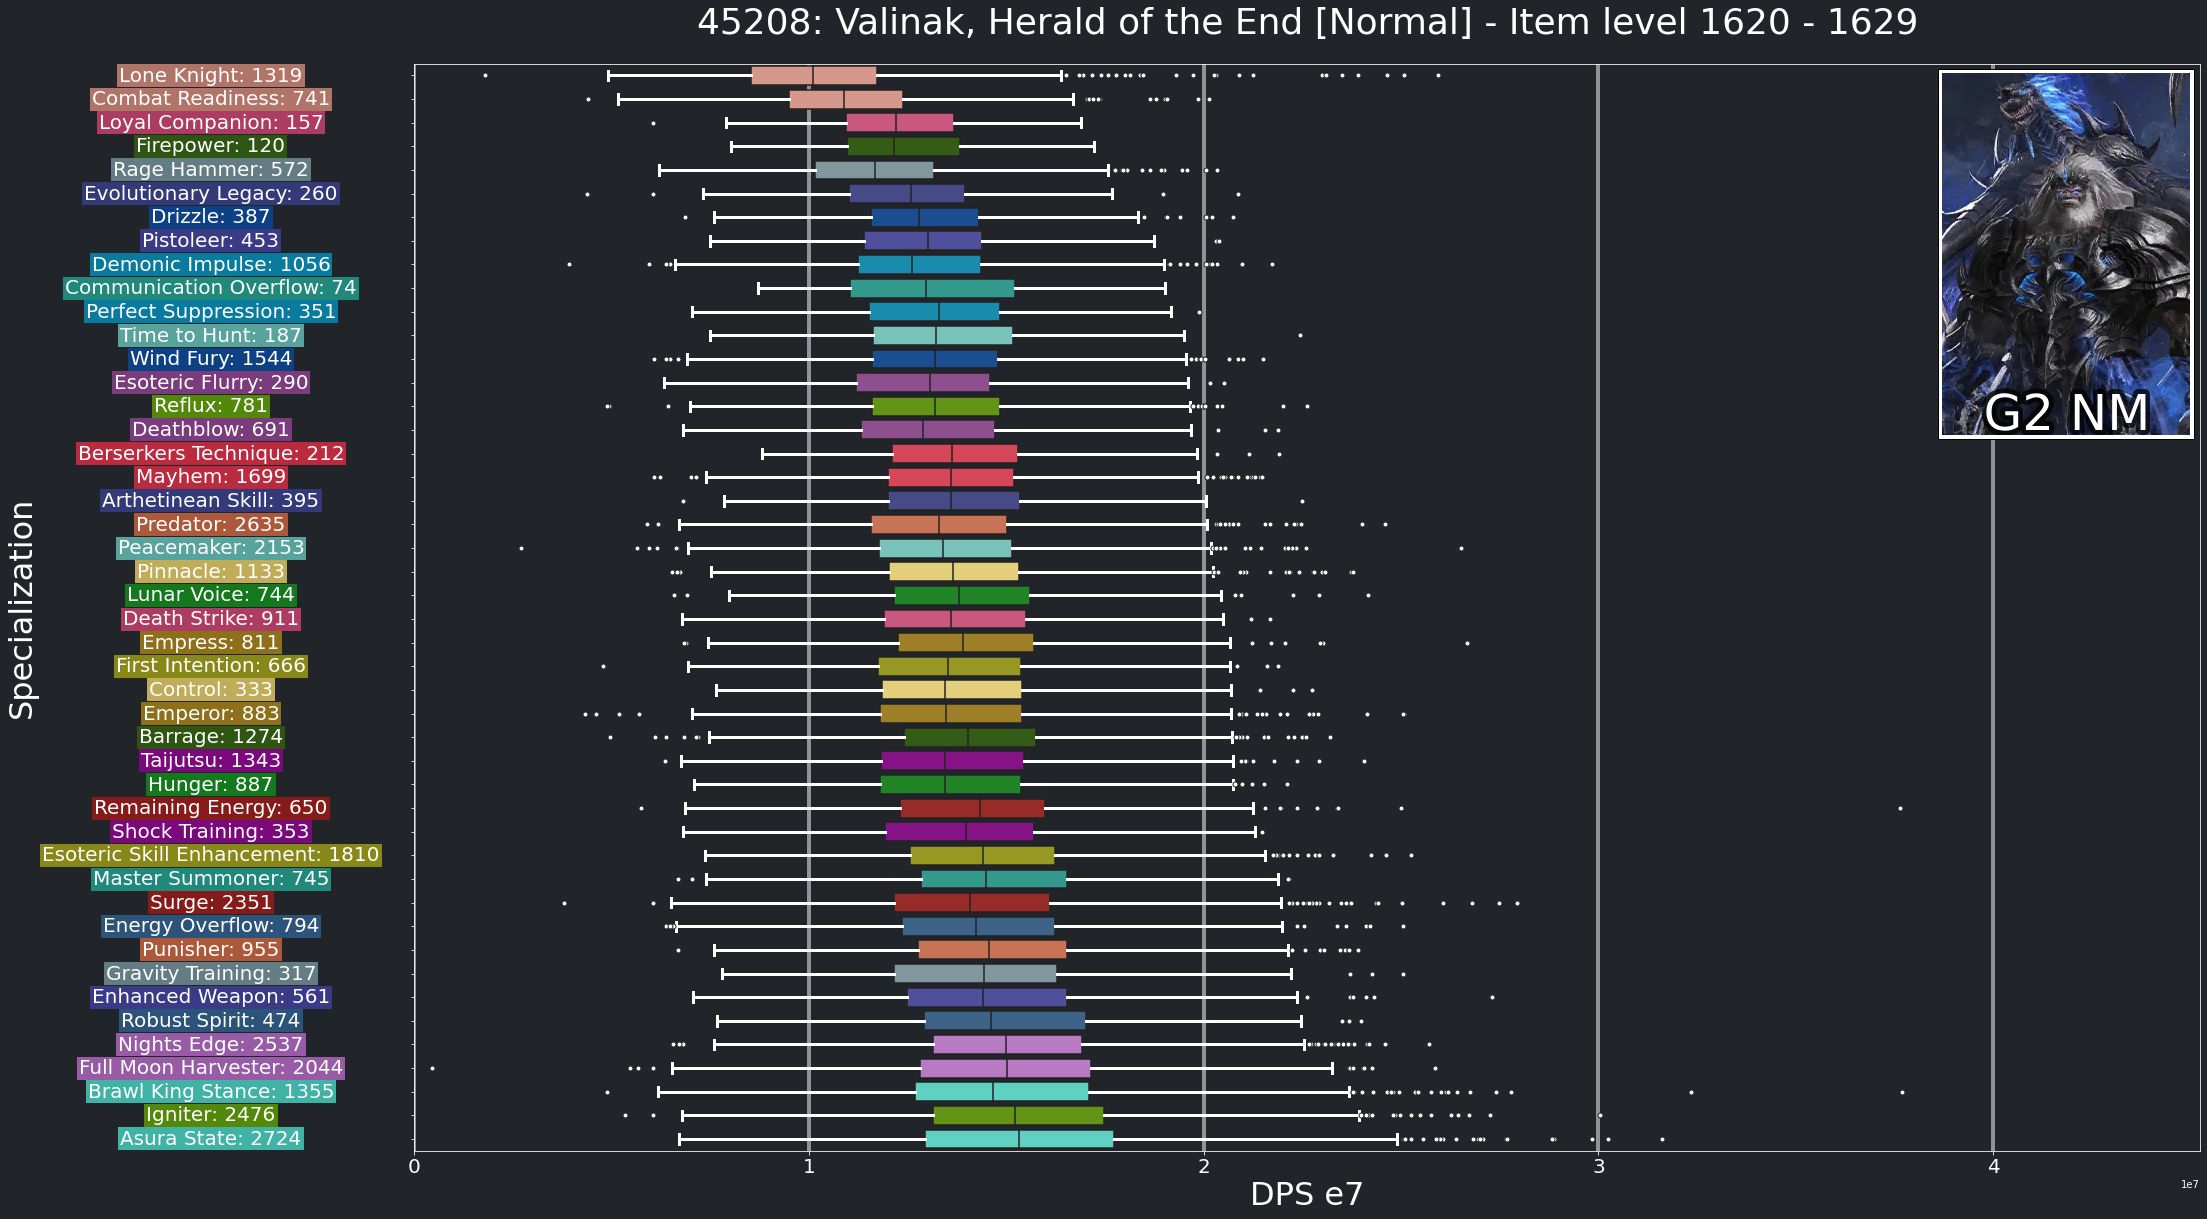 45208: Valinak, Herald of the End [Normal] - Item level 1620 - 1629
Lone Knight: 1319
Combat Readiness: 741
Loyal Companion: 157
Firepower: 120
Rage Hammer: 572
Evolutionary Legacy: 260
Drizzle: 387
Pistoleer: 453
Demonic Impulse: 1056
Communication Overflow: 74
Perfect Suppression: 351
Time to Hunt: 187
Wind Fury: 1544
Esoteric Flurry: 290
Reflux: 781
Deathblow: 691
Berserkers Technique: 212
Mayhem: 1699
Arthetinean Skill: 395
Predator: 2635
Peacemaker: 2153
Pinnacle: 1133
Lunar Voice: 744
Death Strike: 911
Empress: 811
First Intention: 666
Control: 333
Emperor: 883
Barrage: 1274
Taijutsu: 1343
Hunger: 887
Remaining Energy: 650
Shock Training: 353
Esoteric Skill Enhancement: 1810
Master Summoner: 745
Surge: 2351
Energy Overflow: 794
Punisher: 955
Gravity Training: 317
Enhanced Weapon: 561
Robust Spirit: 474
Nights Edge: 2537
Full Moon Harvester: 2044
Brawl King Stance: 1355
Igniter: 2476
Asura State: 2724
Specialization
G2 NM
0 1 2 3 4
DPS e7
1e7